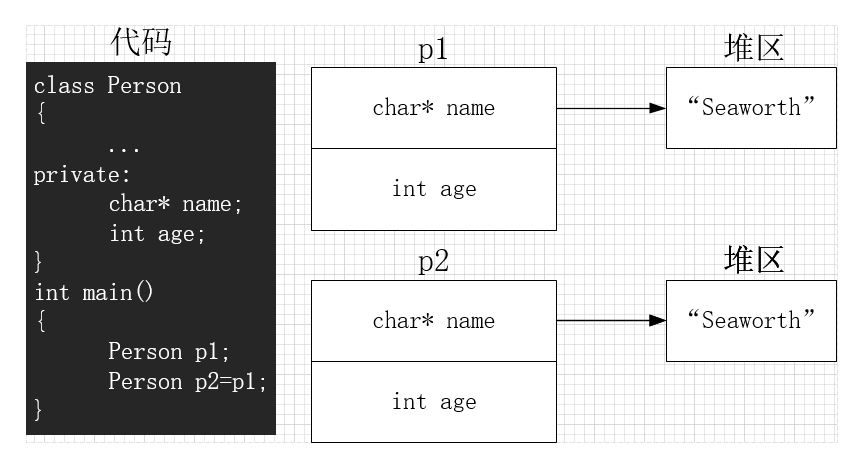 代码
class Person
{
...
private:
char* name;
int age;
}
int main()
{
Person p1;
Person p2=p1;
}
p1
char* name
int age
堆区
“Seaworth”
p2
char* name
int age
堆区
“Seaworth”